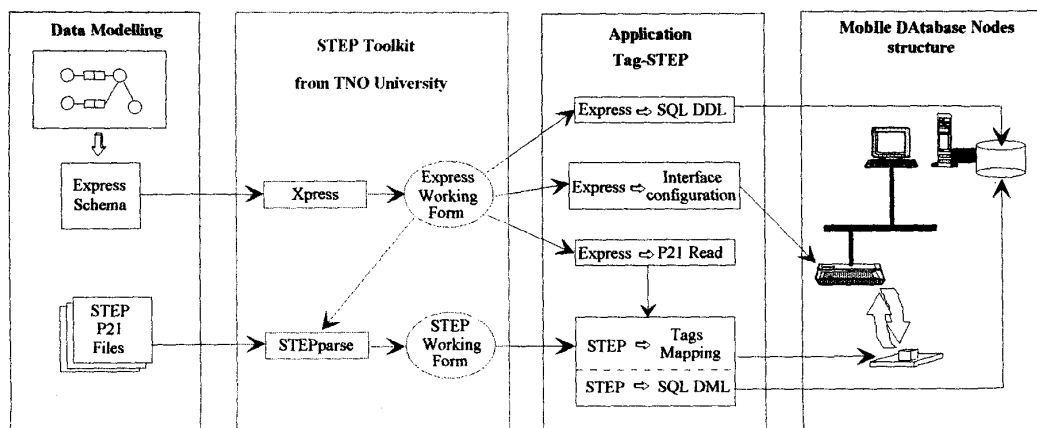 Data Modelling
Express
Schema
STEP
P21
Files
STEP Toolkit
from TNO University
Xpress
Express
Working
Form
STEPparse
STEP
Working
Form
Application
Tag-STEP
Express ⇨ SQL DDL
Express ⇨ Interface
configuration
Express ⇨ P21 Read
STEP ⇨ Tags
Mapping
STEP ⇨ SQL DML
Mobile DAtabase Nodes
structure